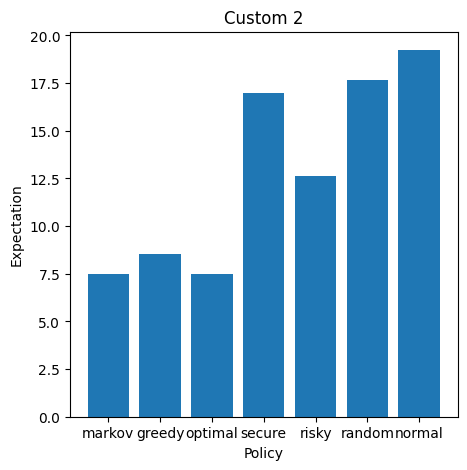 Custom 2
Expectation
20.0
17.5
15.0
12.5
10.0
7.5
5.0
2.5
0.0
markov greedy optimal secure risky random normal
Policy